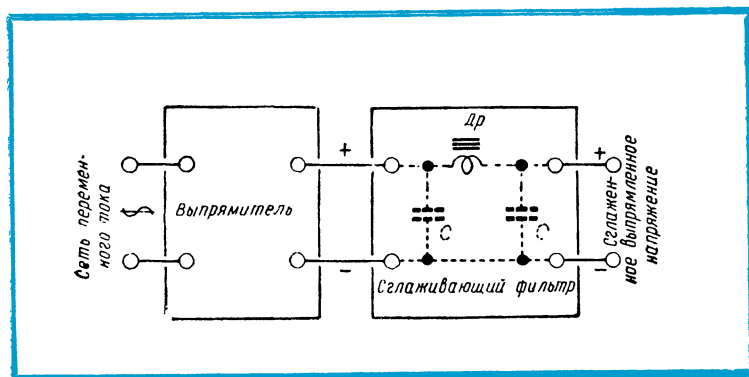 Сеть перемен-
ного тока
Выпрямитель
+
−
Др
С
С
Сглаживающий фильтр
+
−
Сглажен-
ное выпрямленное
напряжение